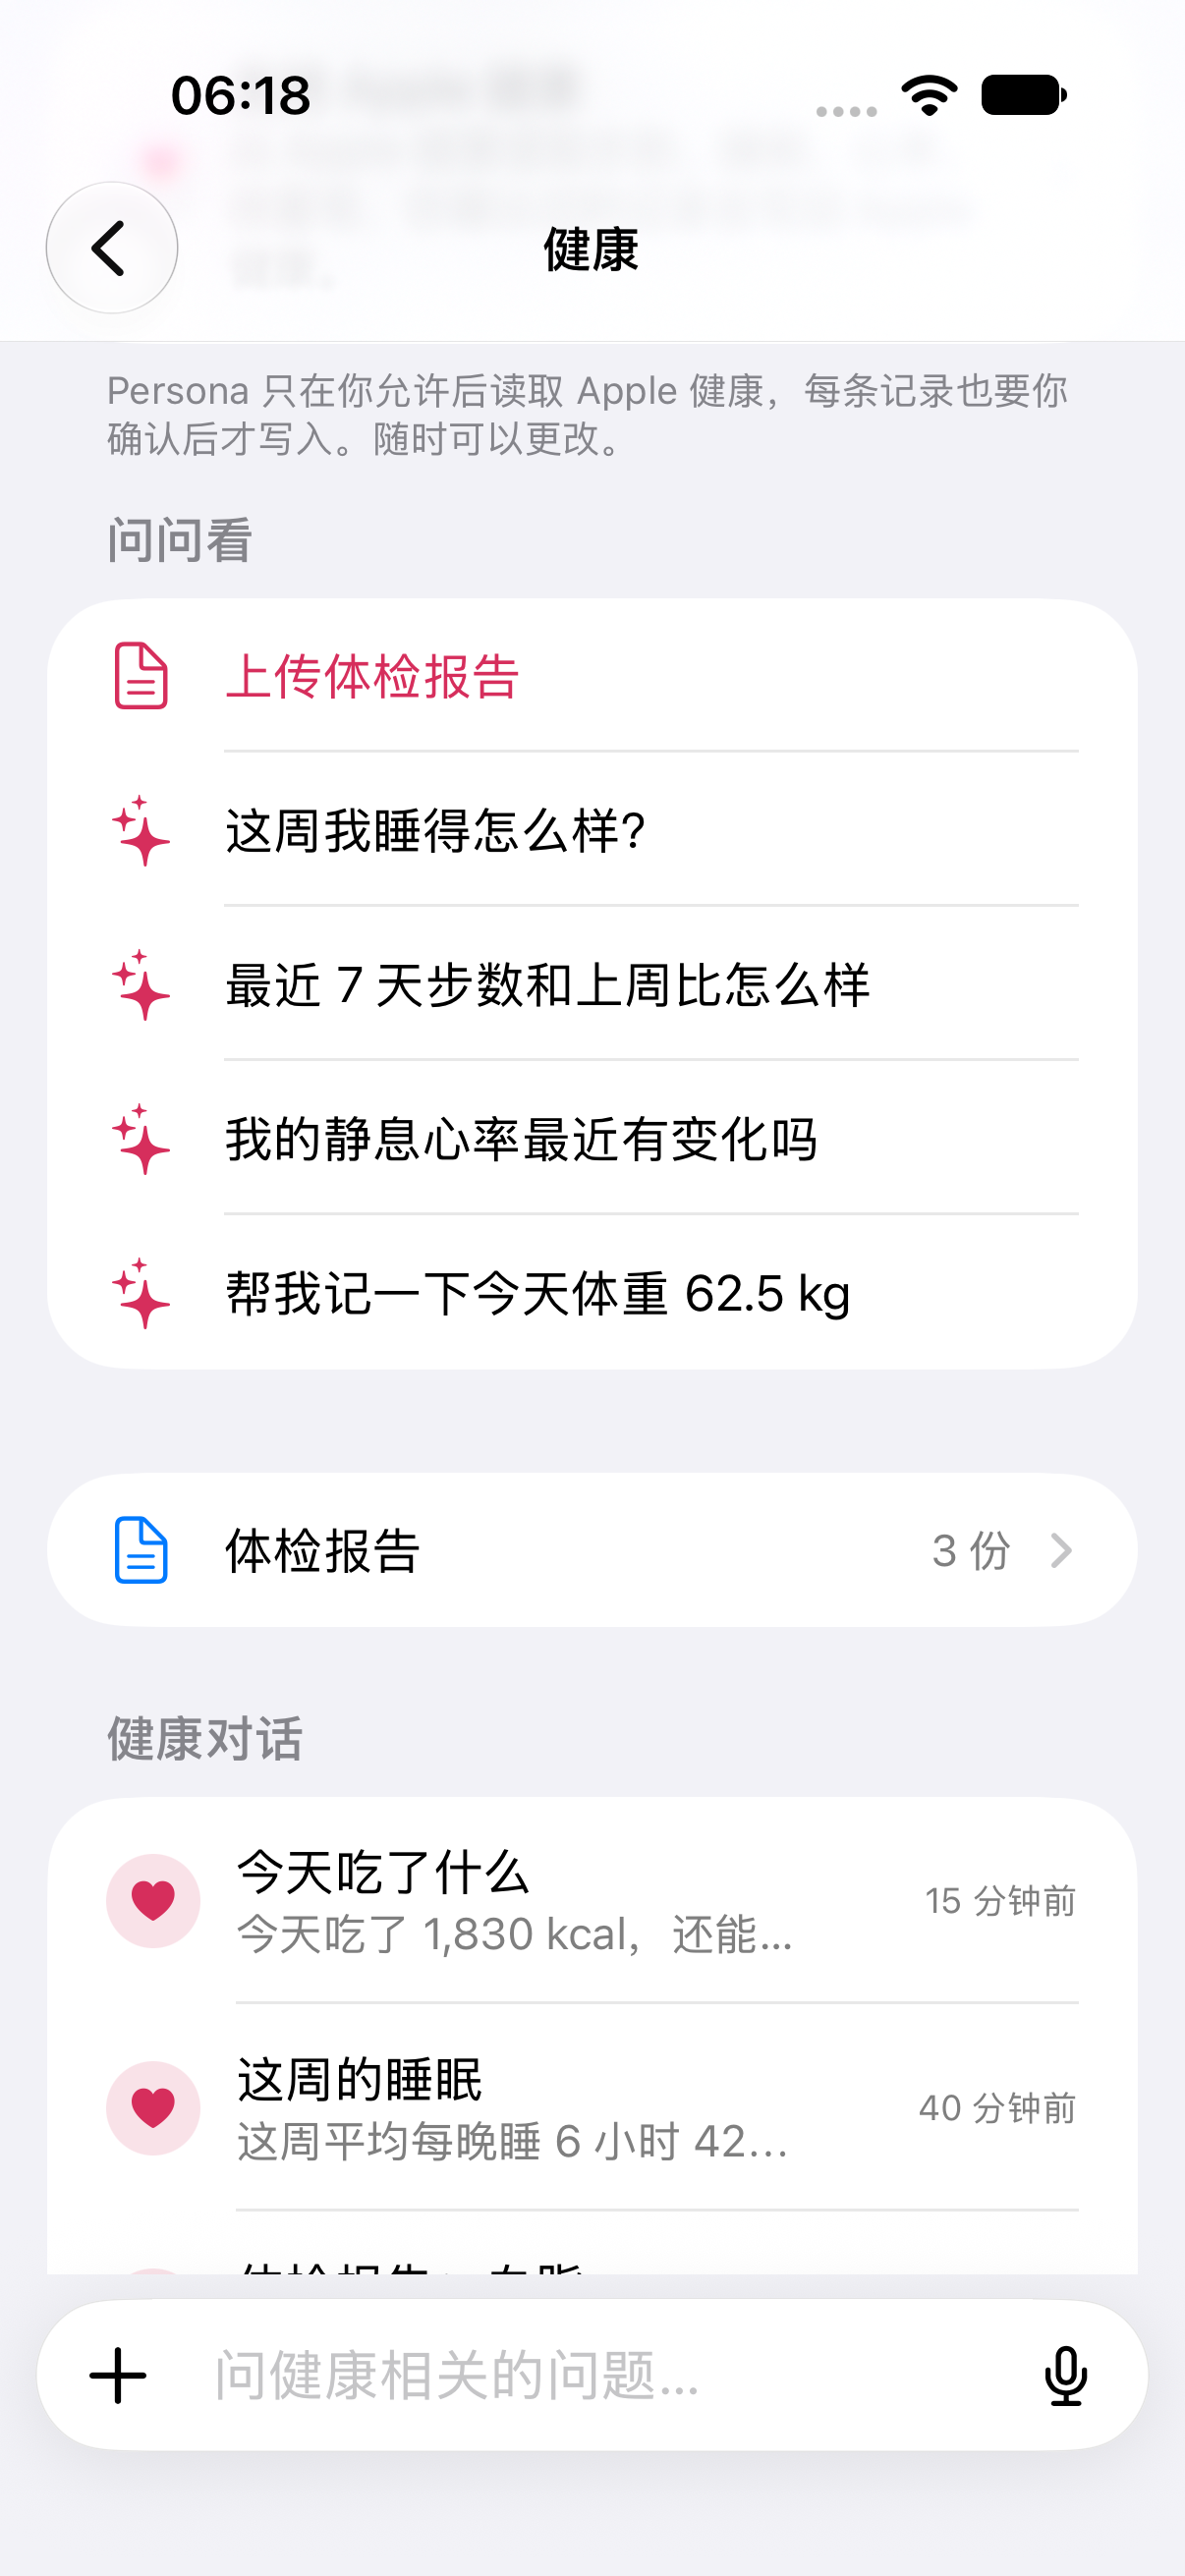 06:18
健康
Persona 只在你允许后读取 Apple 健康，每条记录也要你
确认后才写入。随时可以更改。
问问看
上传体检报告
这周我睡得怎么样?
最近 7 天步数和上周比怎么样
我的静息心率最近有变化吗
帮我记一下今天体重 62.5 kg
体检报告
3 份
健康对话
今天吃了什么
15 分钟前
今天吃了 1,830 kcal，还能...
这周的睡眠
40 分钟前
这周平均每晚睡 6 小时 42…
问健康相关的问题...